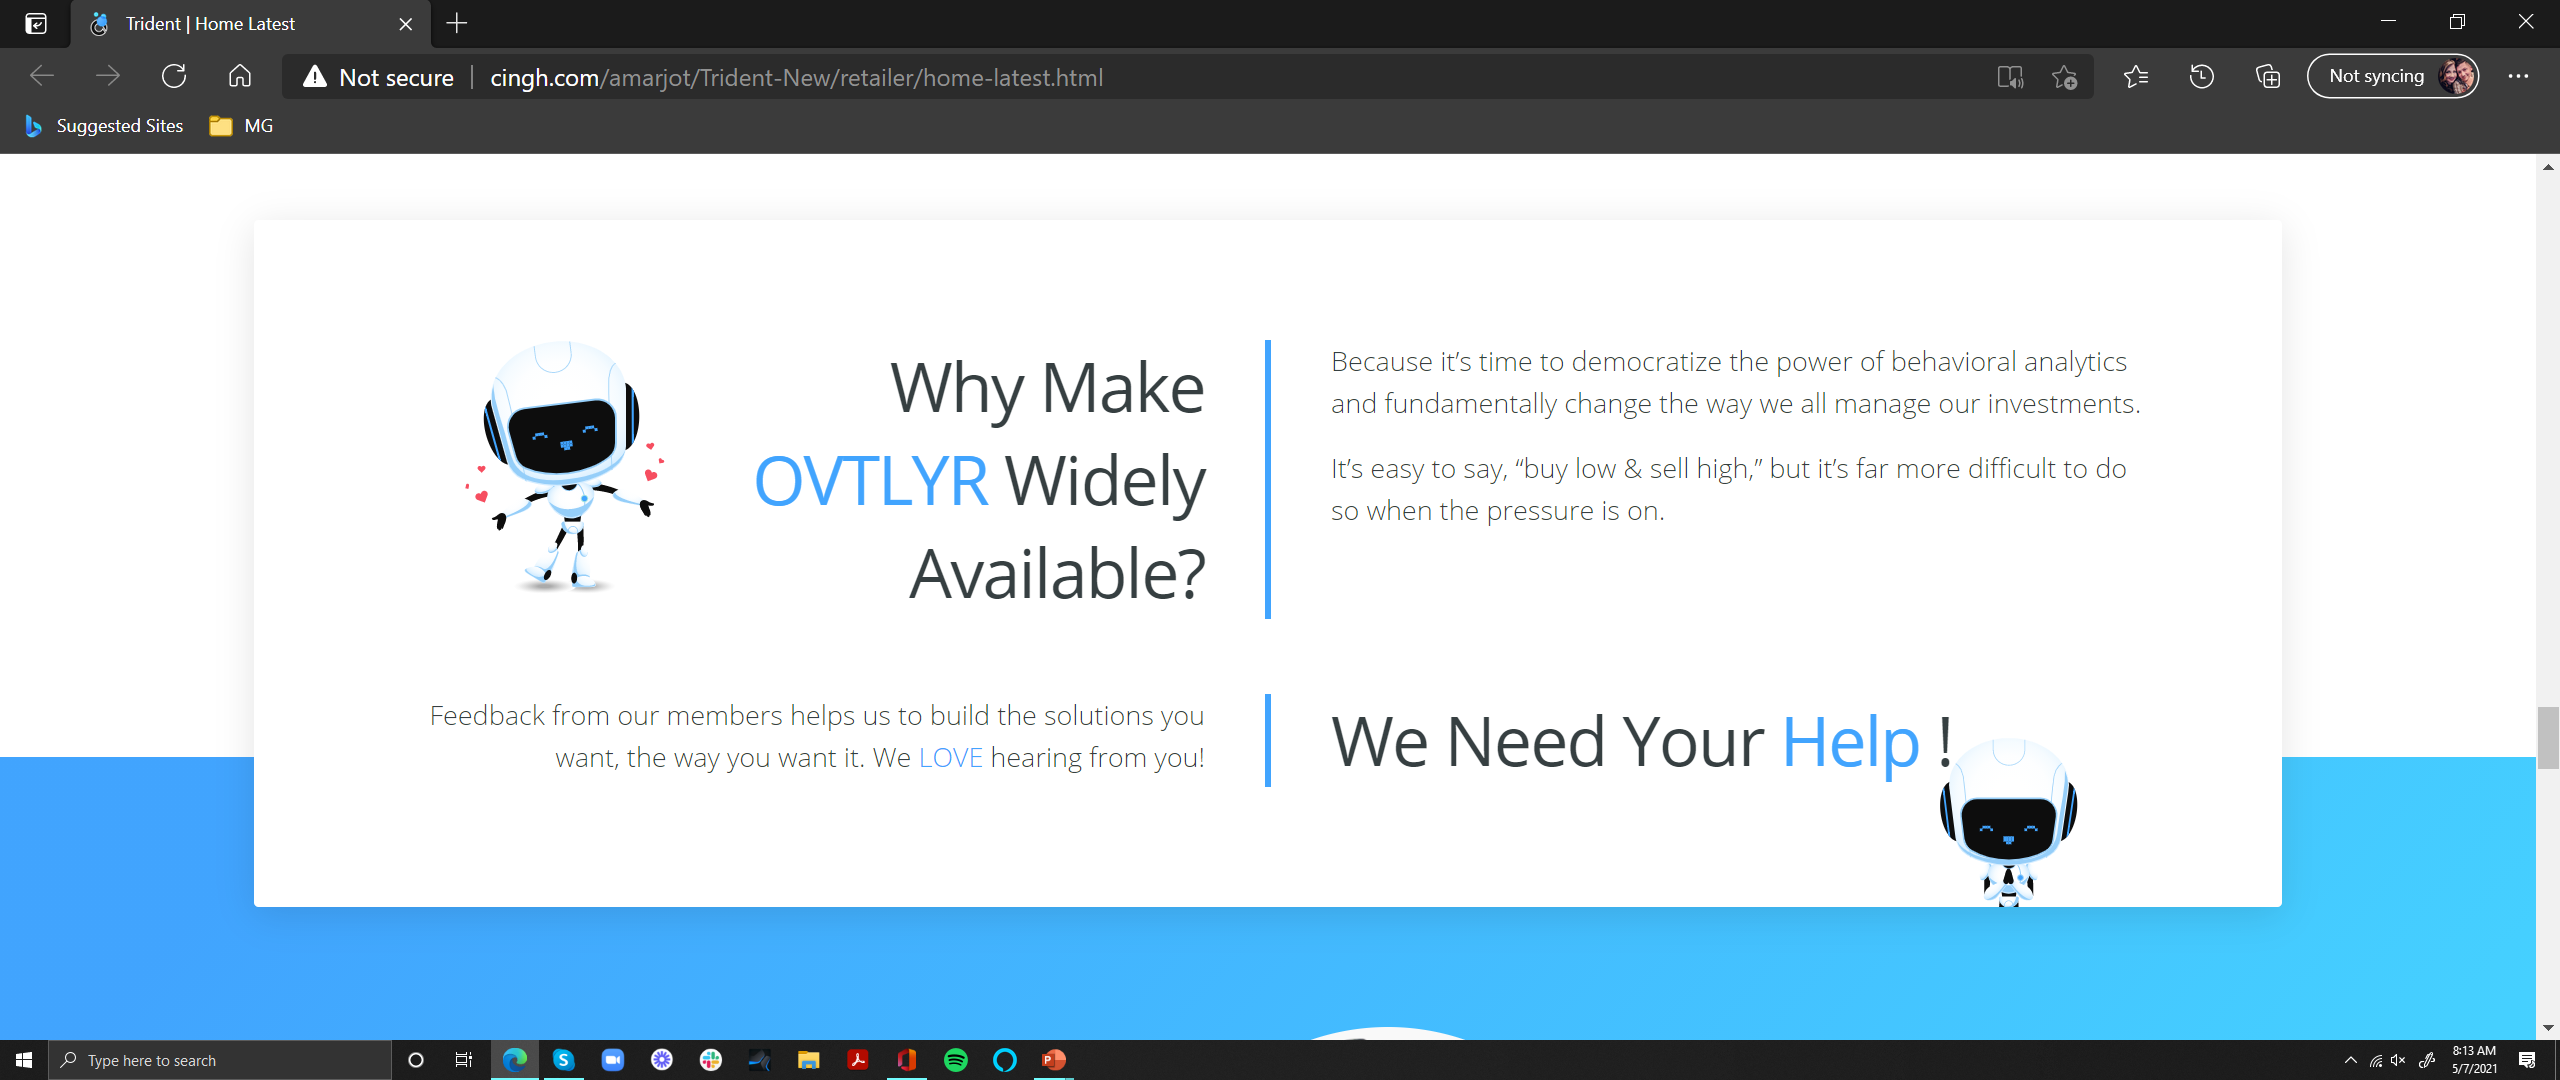 Trident | Home Latest
Not secure
cingh.com/amarjot/Trident-New/retailer/home-latest.html
Not syncing
Suggested Sites
MG
Why Make
OVTLYR Widely
Available?
Because it’s time to democratize the power of behavioral analytics
and fundamentally change the way we all manage our investments.
It’s easy to say, “buy low & sell high,” but it’s far more difficult to do
so when the pressure is on.
Feedback from our members helps us to build the solutions you
want, the way you want it. We LOVE hearing from you!
We Need Your Help !
Type here to search
8:13 AM
5/7/2021